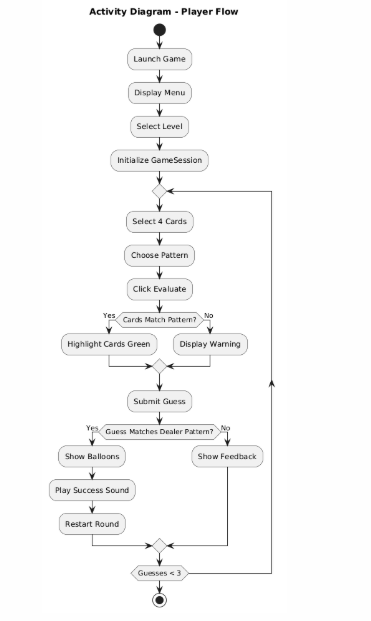 Activity Diagram - Player Flow
Launch Game
Display Menu
Select Level
Initialize GameSession
Select 4 Cards
Choose Pattern
Click Evaluate
Yes
Cards Match Pattern?
No
Highlight Cards Green
Display Warning
Submit Guess
Yes
Guess Matches Dealer Pattern?
No
Show Balloons
Show Feedback
Play Success Sound
Restart Round
Guesses < 3